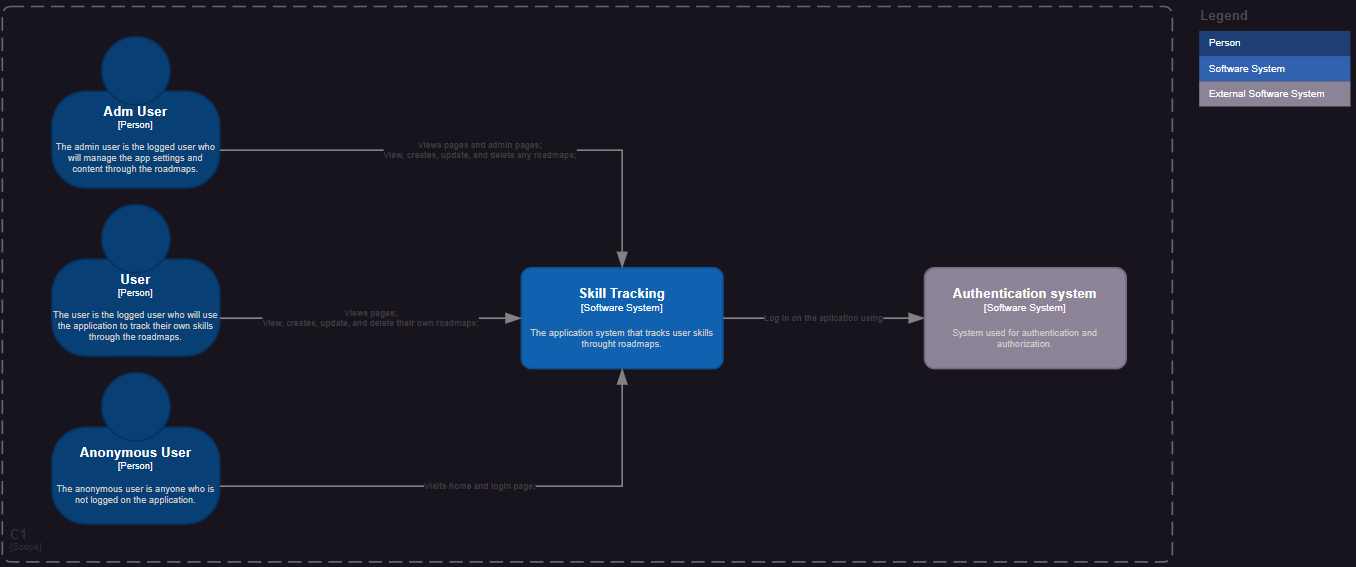 Legend
Person
Software System
External Software System
Adm User
[Person]
The admin user is the logged user who
will manage the app settings and
content through the roadmaps.
Views pages and admin pages;
View, creates, update, and delete any roadmaps;
User
[Person]
The user is the logged user who will use
the application to track their own skills
through the roadmaps.
Views pages;
View, creates, update, and delete their own roadmaps;
Skill Tracking
[Software System]
The application system that tracks user skills
throught roadmaps.
Log in on the aplication using
Authentication system
[Software System]
System used for authentication and
authorization.
Anonymous User
[Person]
The anonymous user is anyone who is
not logged on the application.
Visits home and login page;
C1
[Scope]